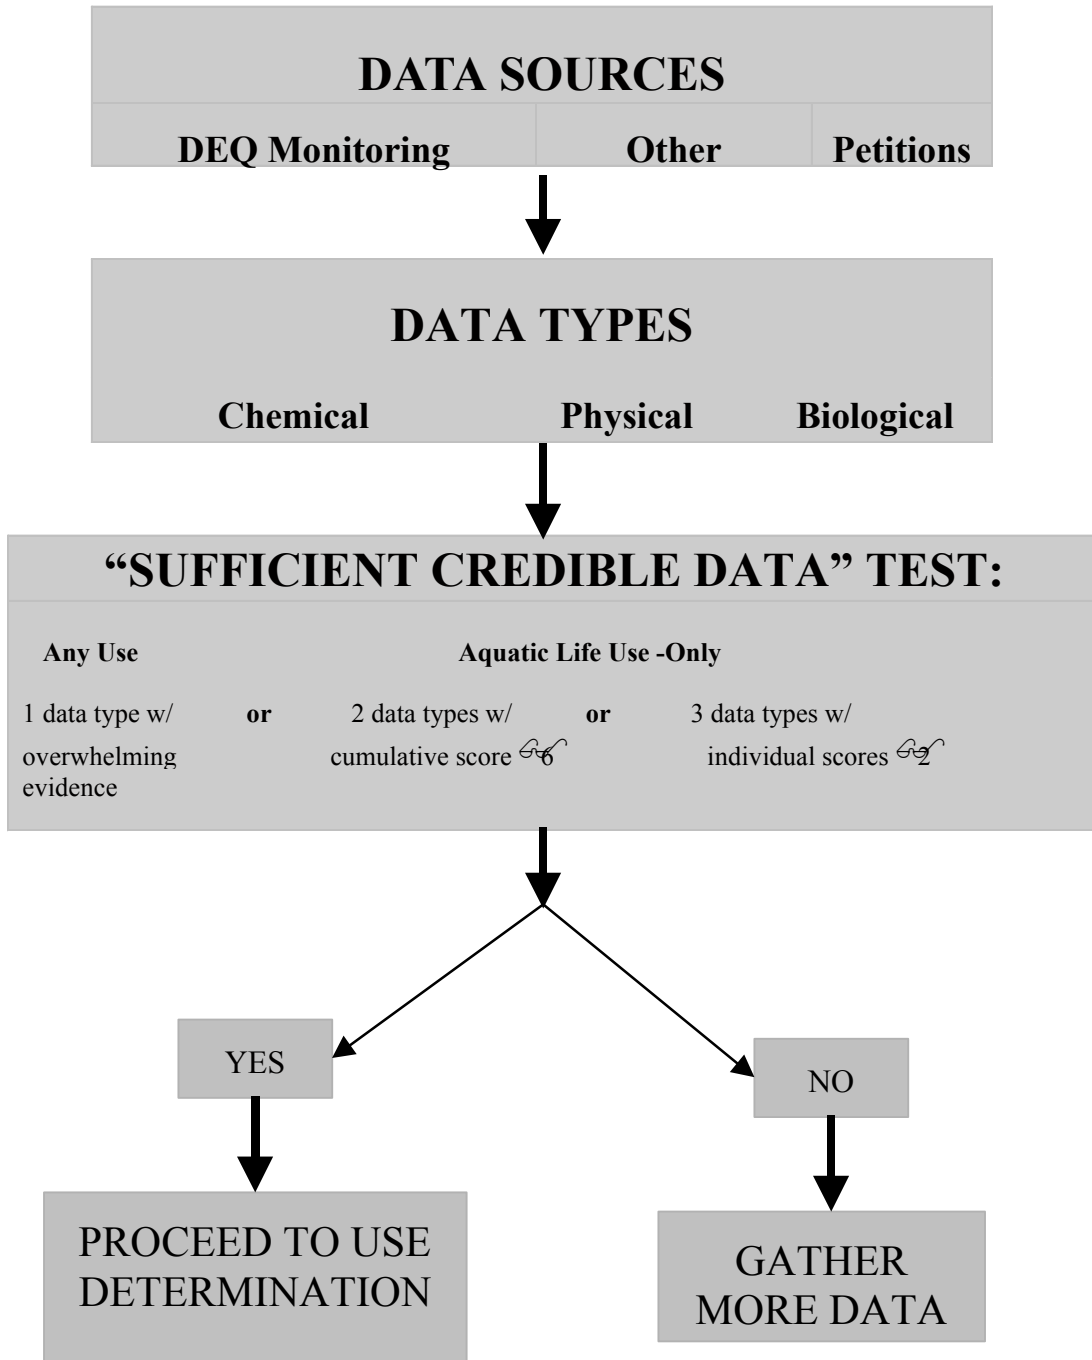 DATA SOURCES
DEQ Monitoring Other Petitions
DATA TYPES
Chemical Physical Biological
“SUFFICIENT CREDIBLE DATA” TEST:
Any Use Aquatic Life Use -Only
1 data type w/ or 2 data types w/ or 3 data types w/
overwhelming cumulative score 6 individual scores 2
evidence
YES
NO
PROCEED TO USE
DETERMINATION
GATHER
MORE DATA